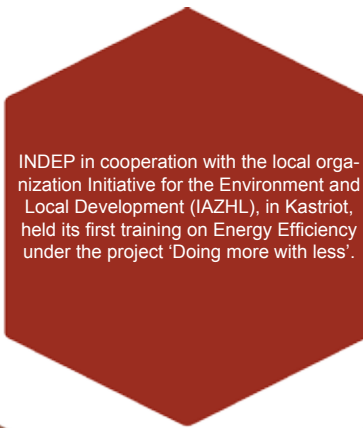 INDEP in cooperation with the local orga-
nization Initiative for the Environment and
Local Development (IAZHL), in Kastriot,
held its first training on Energy Efficiency
under the project ‘Doing more with less’.